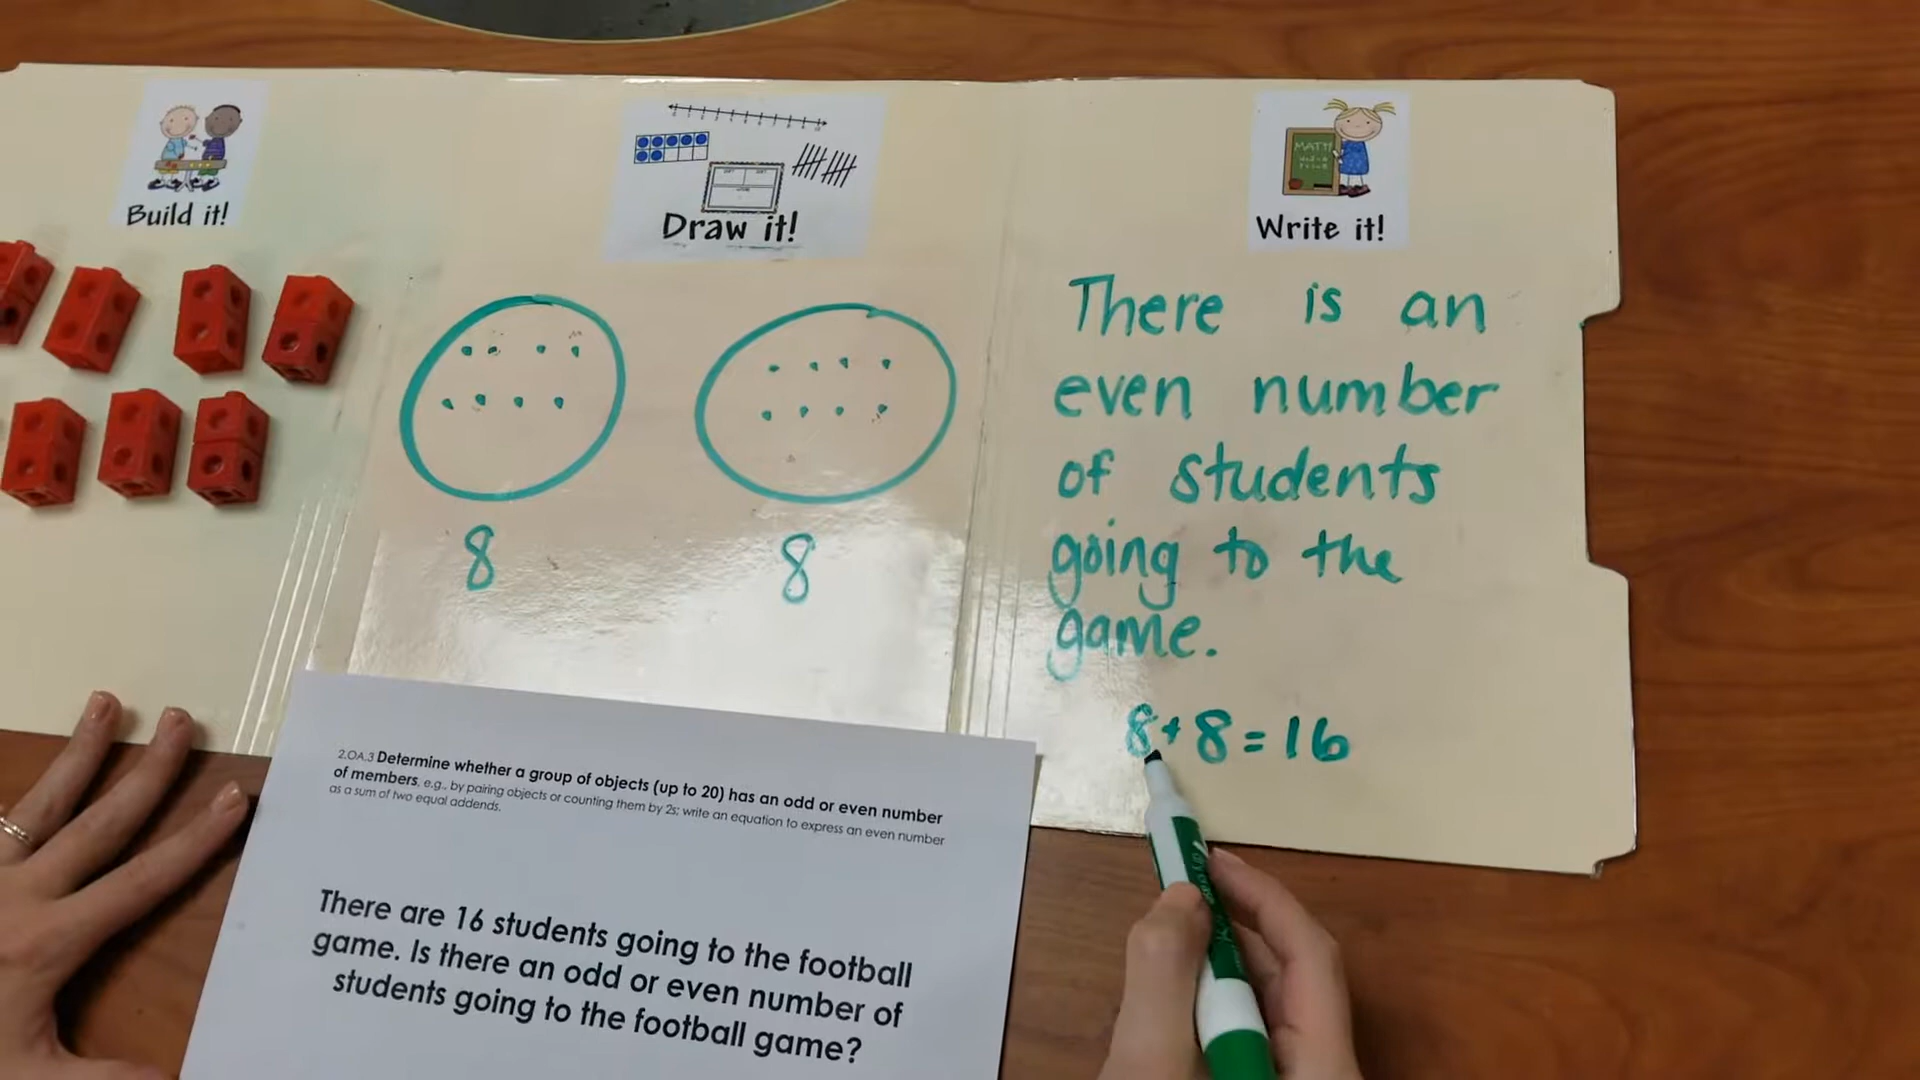 Build it!
Draw it!
MATH
Write it!
There is an
even number
of students
going to the
game.
8 8
8+8=16
2.OA.3 Determine whether a group of objects (up to 20) has an odd or even number
of members, e.g., by pairing objects or counting them by 2s; write an equation to express an even number
as a sum of two equal addends.
There are 16 students going to the football
game. Is there an odd or even number of
students going to the football game?